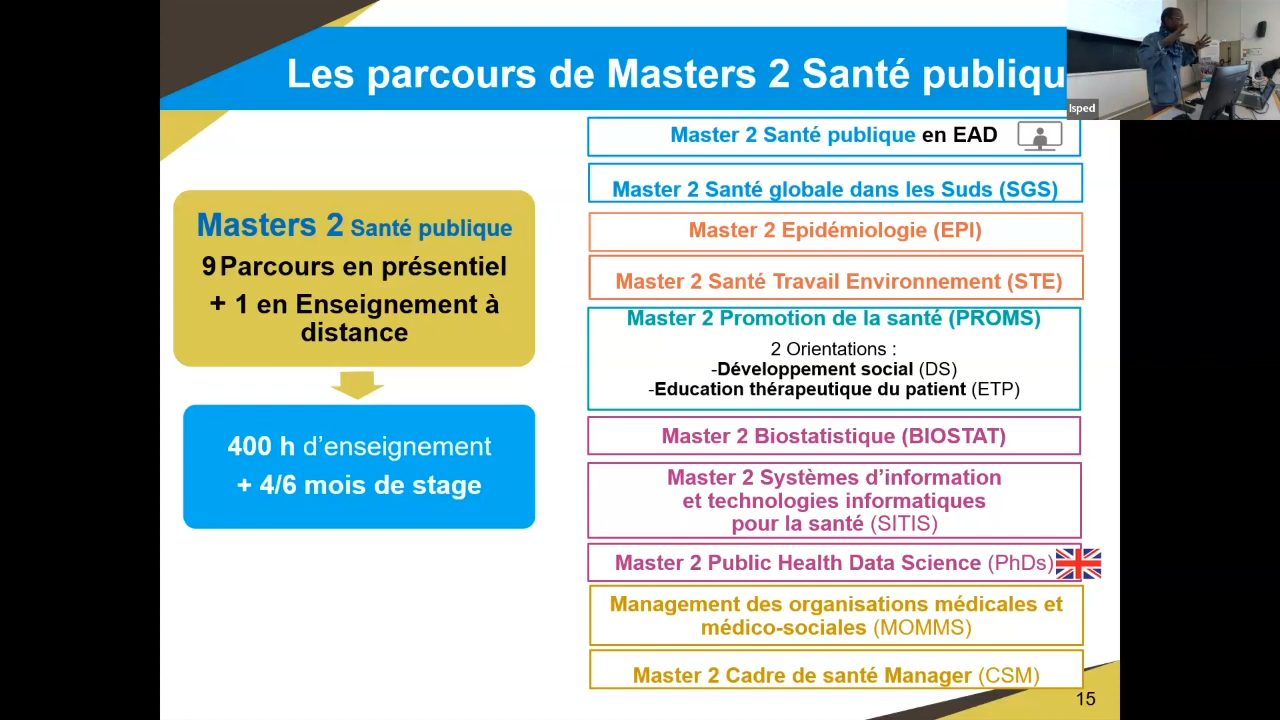 Les parcours de Masters 2 Santé publiqu
Isped
Masters 2 Santé publique
9 Parcours en présentiel
+ 1 en Enseignement à
distance
400 h d’enseignement
+ 4/6 mois de stage
Master 2 Santé publique en EAD
Master 2 Santé globale dans les Suds (SGS)
Master 2 Epidémiologie (EPI)
Master 2 Santé Travail Environnement (STE)
Master 2 Promotion de la santé (PROMS)
2 Orientations :
-Développement social (DS)
-Education thérapeutique du patient (ETP)
Master 2 Biostatistique (BIOSTAT)
Master 2 Systèmes d’information
et technologies informatiques
pour la santé (SITIS)
Master 2 Public Health Data Science (PhDs)
Management des organisations médicales et
médico-sociales (MOMMS)
Master 2 Cadre de santé Manager (CSM)
15